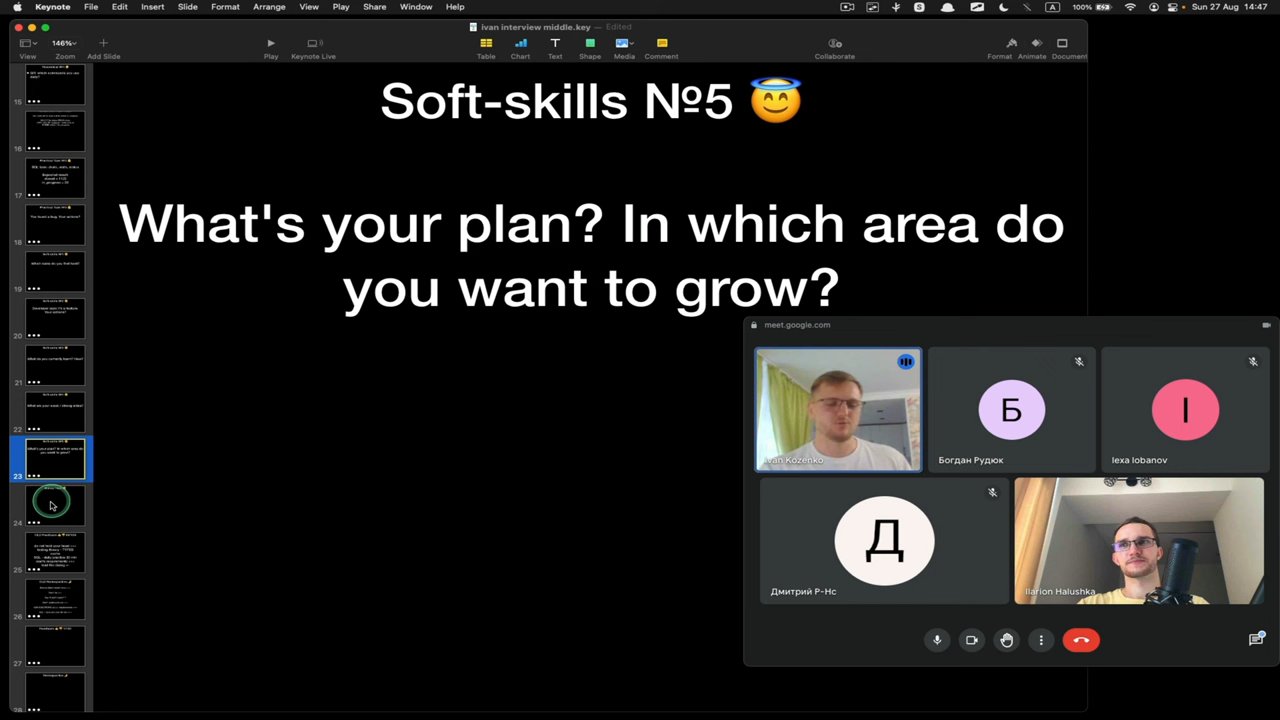 Keynote File Edit Insert Slide Format Arrange View Play Share Window Help
100% Sun 27 Aug 14:47
ivan interview middle.key — Edited
146%
View Zoom Add Slide Play Keynote Live Table Chart Text Shape Media Comment Collaborate Format Animate Document
Soft-skills №5 😇
What's your plan? In which area do
you want to grow?
15
16
17
18
19
20
21
22
23
24
25
26
27
28
meet.google.com
Ivan Kozenko
Б
Богдан Рудюк
I
lexa lobanov
Д
Дмитрий Р-Нс
Ilarion Halushka